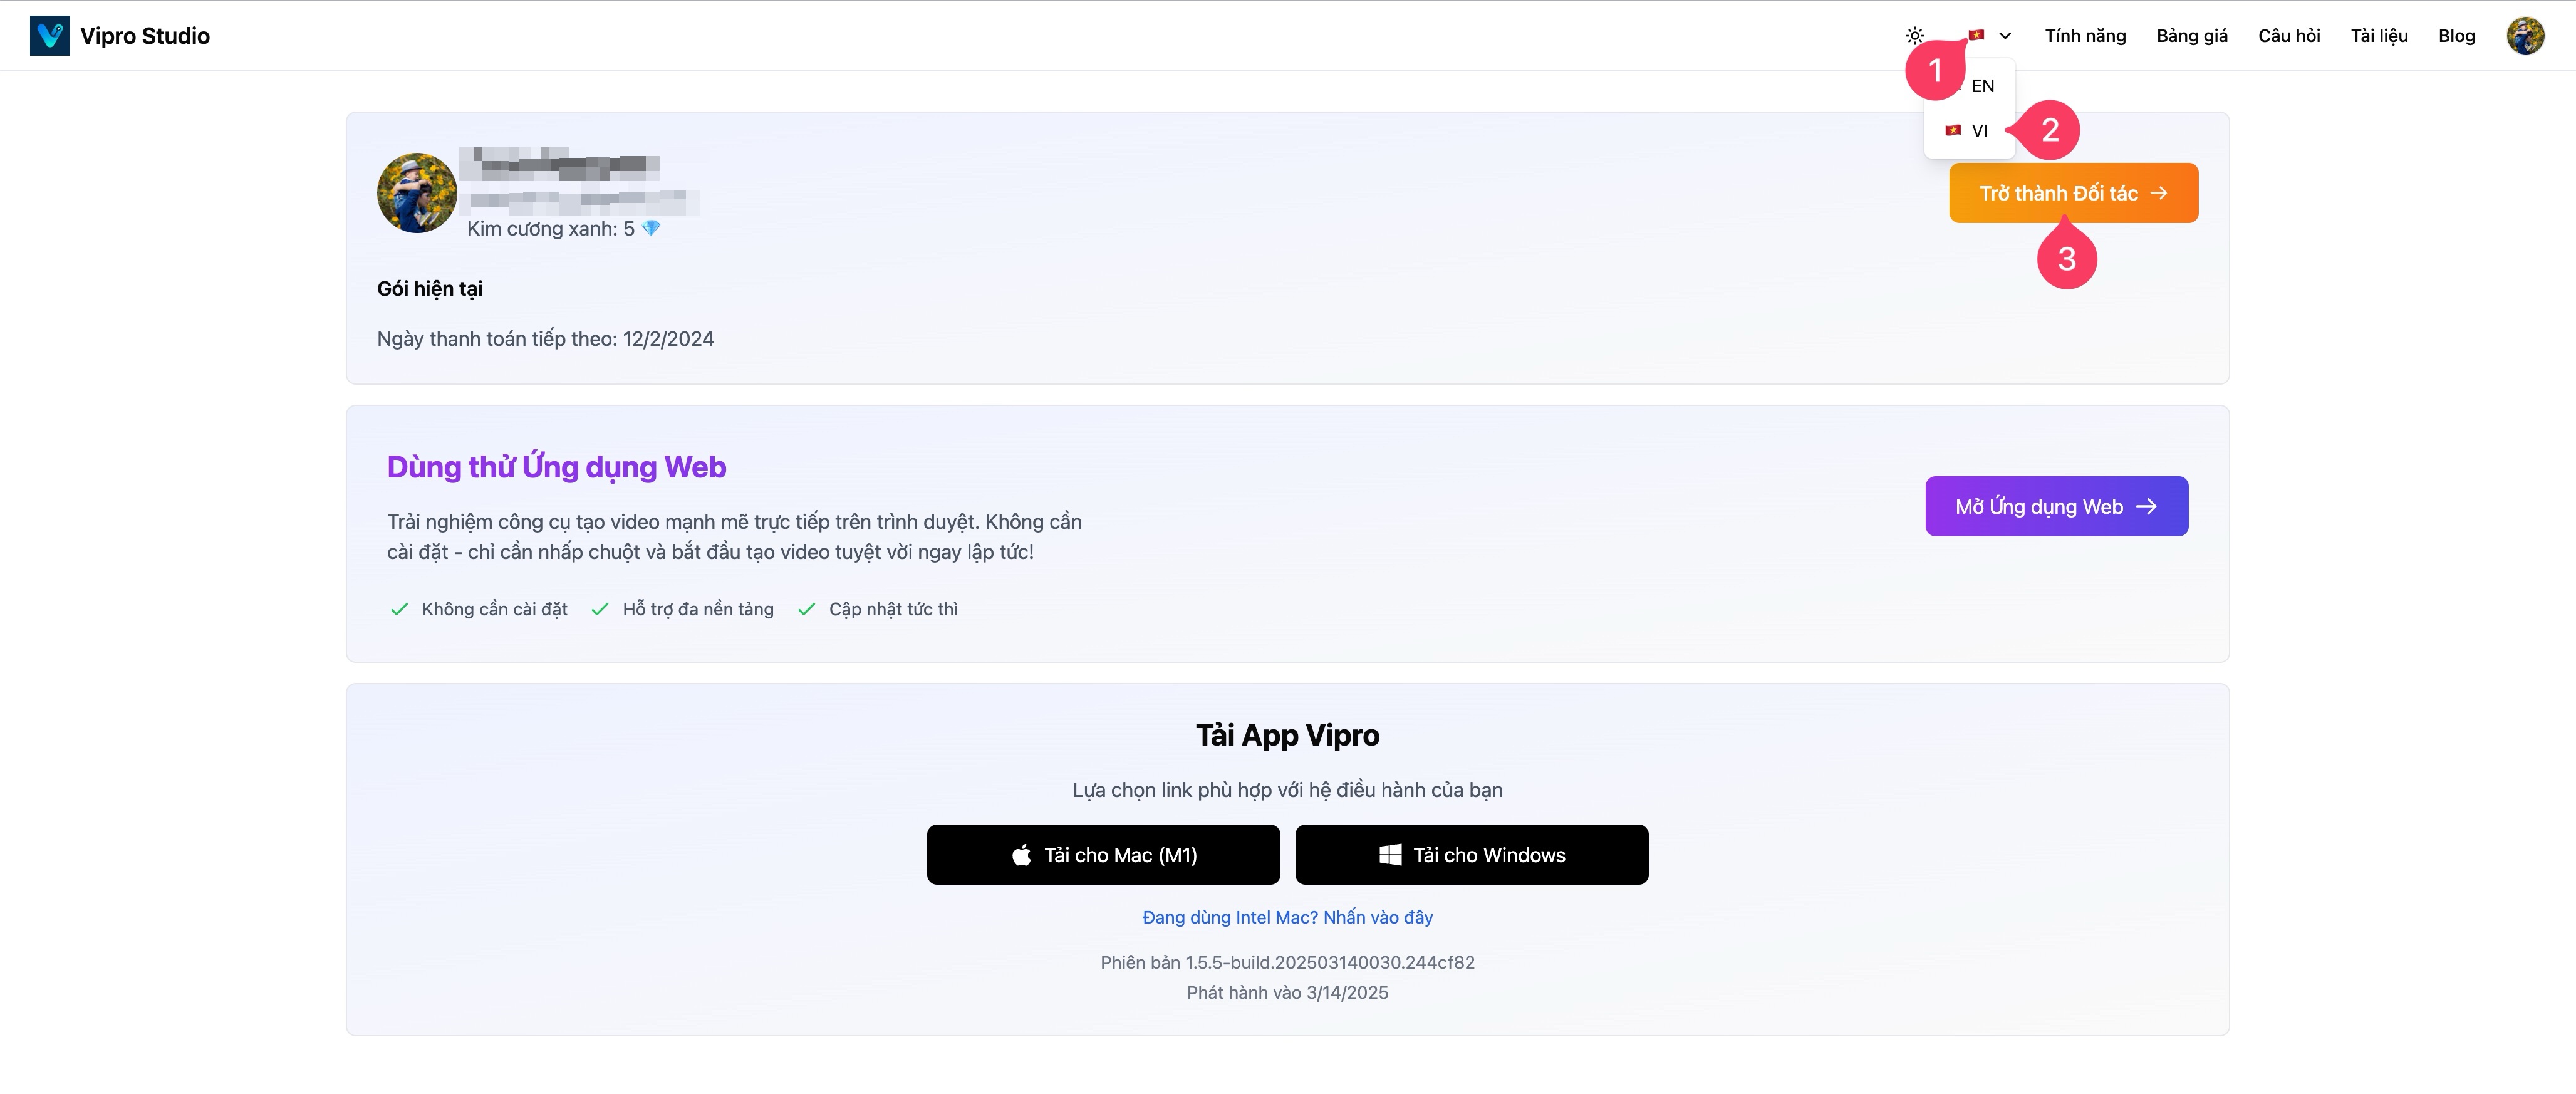 Vipro Studio
Tính năng
Bảng giá
Câu hỏi
Tài liệu
Blog
1
EN
VI
2
Trở thành Đối tác
3
Kim cương xanh: 5
Gói hiện tại
Ngày thanh toán tiếp theo: 12/2/2024
Dùng thử Ứng dụng Web
Trải nghiệm công cụ tạo video mạnh mẽ trực tiếp trên trình duyệt. Không cần
cài đặt - chỉ cần nhấp chuột và bắt đầu tạo video tuyệt vời ngay lập tức!
Mở Ứng dụng Web
Không cần cài đặt
Hỗ trợ đa nền tảng
Cập nhật tức thì
Tải App Vipro
Lựa chọn link phù hợp với hệ điều hành của bạn
Tải cho Mac (M1)
Tải cho Windows
Đang dùng Intel Mac? Nhấn vào đây
Phiên bản 1.5.5-build.202503140030.244cf82
Phát hành vào 3/14/2025